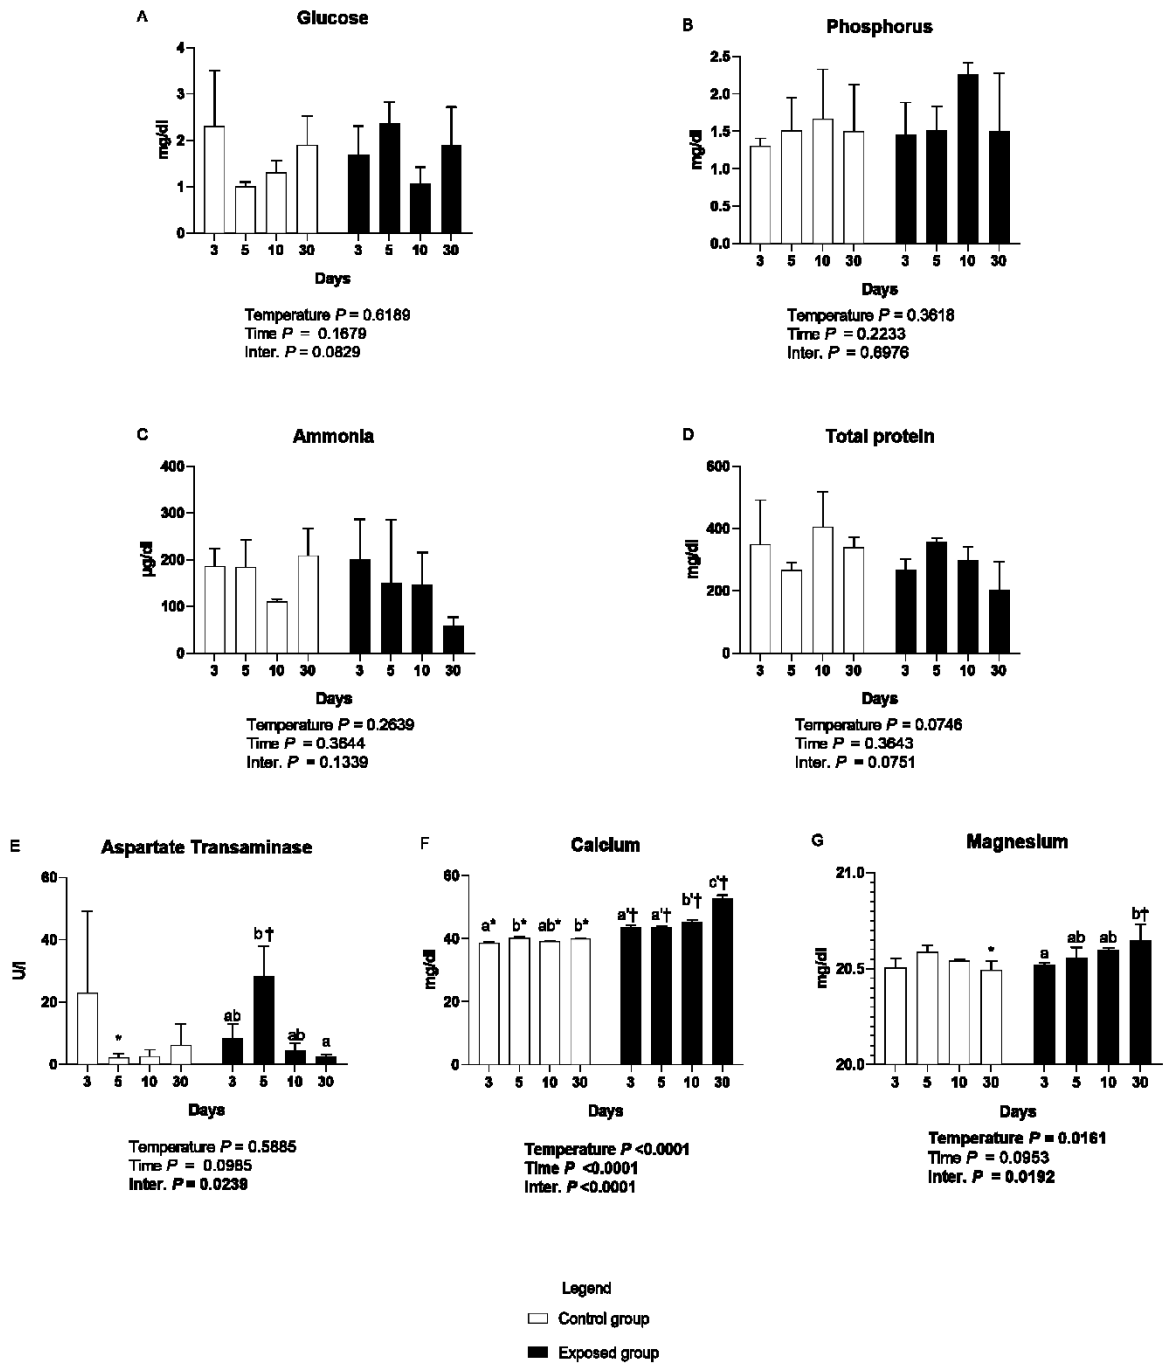 A
Glucose
mg/dl
4
3
2
1
0
3 5 10 30 3 5 10 30
Days
Temperature P = 0.6189
Time P = 0.1679
Inter. P = 0.0829
B
Phosphorus
mg/dl
2.5
2.0
1.5
1.0
0.5
0.0
3 5 10 30 3 5 10 30
Days
Temperature P = 0.3618
Time P = 0.2233
Inter. P = 0.6976
C
Ammonia
µg/dl
400
300
200
100
0
3 5 10 30 3 5 10 30
Days
Temperature P = 0.2639
Time P = 0.3644
Inter. P = 0.1339
D
Total protein
mg/dl
600
400
200
0
3 5 10 30 3 5 10 30
Days
Temperature P = 0.0746
Time P = 0.3643
Inter. P = 0.0751
E
Aspartate Transaminase
U/l
60
40
20
0
* ab b† ab a
3 5 10 30 3 5 10 30
Days
Temperature P = 0.5885
Time P = 0.0985
Inter. P = 0.0238
F
Calcium
mg/dl
60
40
20
0
a* b* ab* b* a'† a'† b'† c'†
3 5 10 30 3 5 10 30
Days
Temperature P <0.0001
Time P <0.0001
Inter. P <0.0001
G
Magnesium
mg/dl
21.0
20.5
20.0
* a ab ab b†
3 5 10 30 3 5 10 30
Days
Temperature P = 0.0161
Time P = 0.0953
Inter. P = 0.0192
Legend
Control group
Exposed group